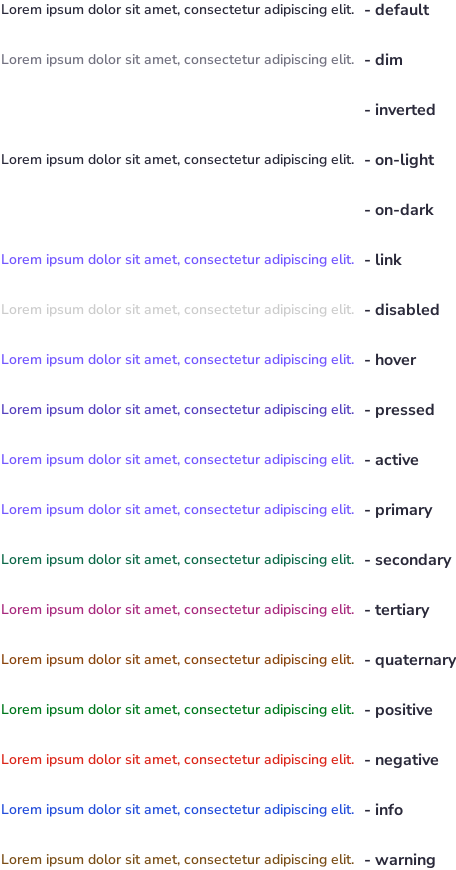 Lorem ipsum dolor sit amet, consectetur adipiscing elit. - default
Lorem ipsum dolor sit amet, consectetur adipiscing elit. - dim
- inverted
Lorem ipsum dolor sit amet, consectetur adipiscing elit. - on-light
- on-dark
Lorem ipsum dolor sit amet, consectetur adipiscing elit. - link
Lorem ipsum dolor sit amet, consectetur adipiscing elit. - disabled
Lorem ipsum dolor sit amet, consectetur adipiscing elit. - hover
Lorem ipsum dolor sit amet, consectetur adipiscing elit. - pressed
Lorem ipsum dolor sit amet, consectetur adipiscing elit. - active
Lorem ipsum dolor sit amet, consectetur adipiscing elit. - primary
Lorem ipsum dolor sit amet, consectetur adipiscing elit. - secondary
Lorem ipsum dolor sit amet, consectetur adipiscing elit. - tertiary
Lorem ipsum dolor sit amet, consectetur adipiscing elit. - quaternary
Lorem ipsum dolor sit amet, consectetur adipiscing elit. - positive
Lorem ipsum dolor sit amet, consectetur adipiscing elit. - negative
Lorem ipsum dolor sit amet, consectetur adipiscing elit. - info
Lorem ipsum dolor sit amet, consectetur adipiscing elit. - warning